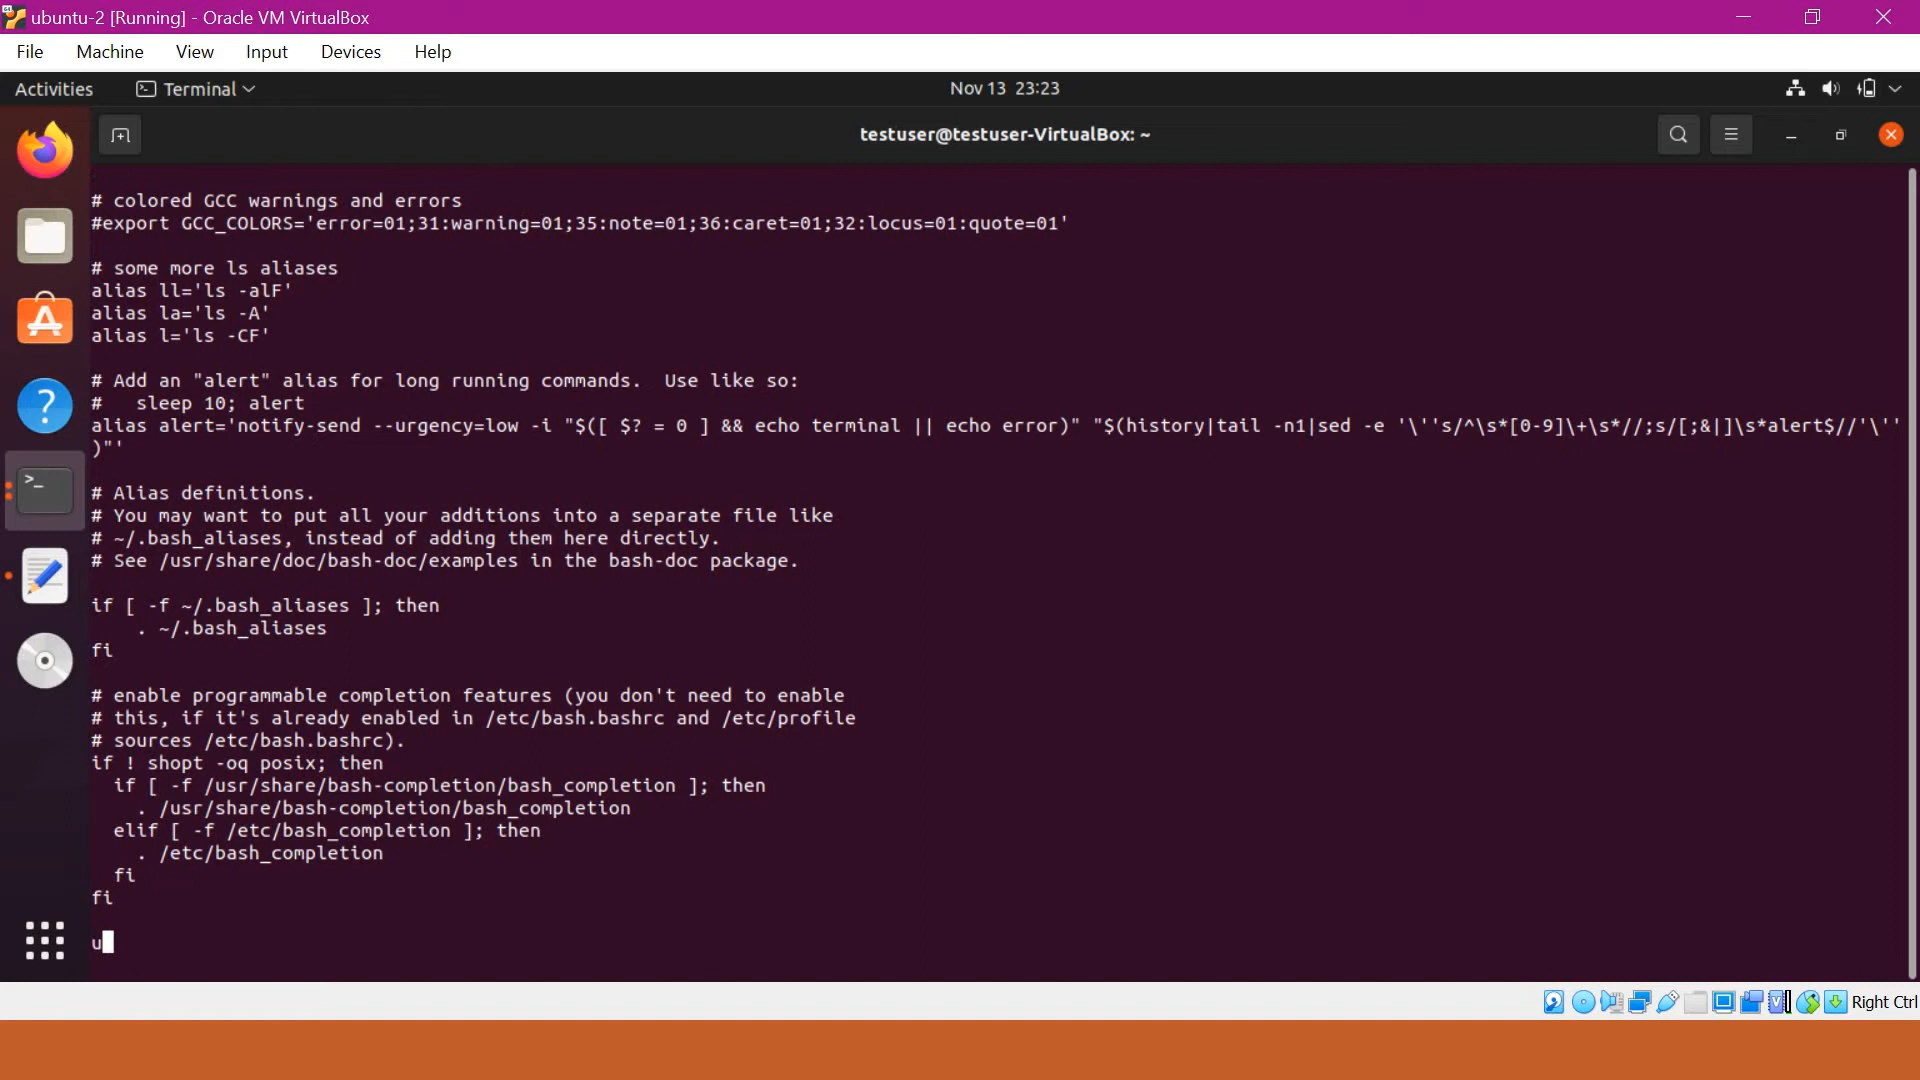 ubuntu-2 [Running] - Oracle VM VirtualBox
File Machine View Input Devices Help
Activities Terminal Nov 13 23:23
testuser@testuser-VirtualBox: ~
# colored GCC warnings and errors
#export GCC_COLORS='error=01;31:warning=01;35:note=01;36:caret=01;32:locus=01:quote=01'
# some more ls aliases
alias ll='ls -alF'
alias la='ls -A'
alias l='ls -CF'
# Add an "alert" alias for long running commands.  Use like so:
#   sleep 10; alert
alias alert='notify-send --urgency=low -i "$([ $? = 0 ] && echo terminal || echo error)" "$(history|tail -n1|sed -e '\''s/^\s*[0-9]\+\s*//;s/[;&|]\s*alert$//'\''
)"'
# Alias definitions.
# You may want to put all your additions into a separate file like
# ~/.bash_aliases, instead of adding them here directly.
# See /usr/share/doc/bash-doc/examples in the bash-doc package.
if [ -f ~/.bash_aliases ]; then
    . ~/.bash_aliases
fi
# enable programmable completion features (you don't need to enable
# this, if it's already enabled in /etc/bash.bashrc and /etc/profile
# sources /etc/bash.bashrc).
if ! shopt -oq posix; then
  if [ -f /usr/share/bash-completion/bash_completion ]; then
    . /usr/share/bash-completion/bash_completion
  elif [ -f /etc/bash_completion ]; then
    . /etc/bash_completion
  fi
fi
u
Right Ctrl